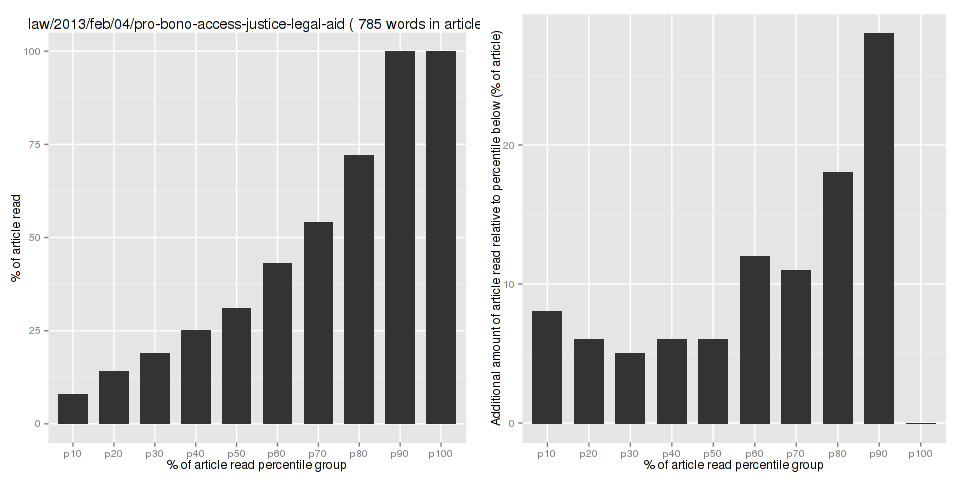 law/2013/feb/04/pro-bono-access-justice-legal-aid ( 785 words in article
% of article read
100
75
50
25
0
p10 p20 p30 p40 p50 p60 p70 p80 p90 p100
% of article read percentile group
Additional amount of article read relative to percentile below (% of article)
20
10
0
p10 p20 p30 p40 p50 p60 p70 p80 p90 p100
% of article read percentile group